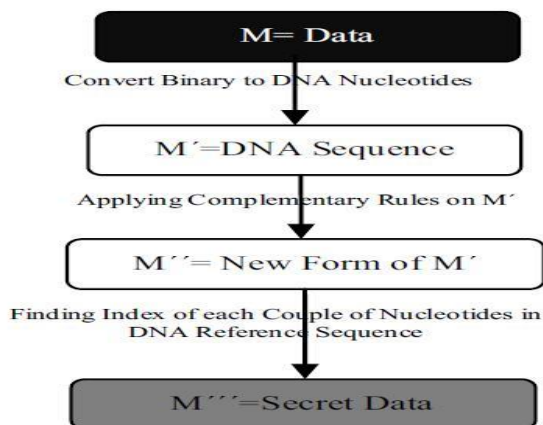 M= Data
Convert Binary to DNA Nucleotides
M´=DNA Sequence
Applying Complementary Rules on M´
M´´= New Form of M´
Finding Index of each Couple of Nucleotides in
DNA Reference Sequence
M´´´=Secret Data